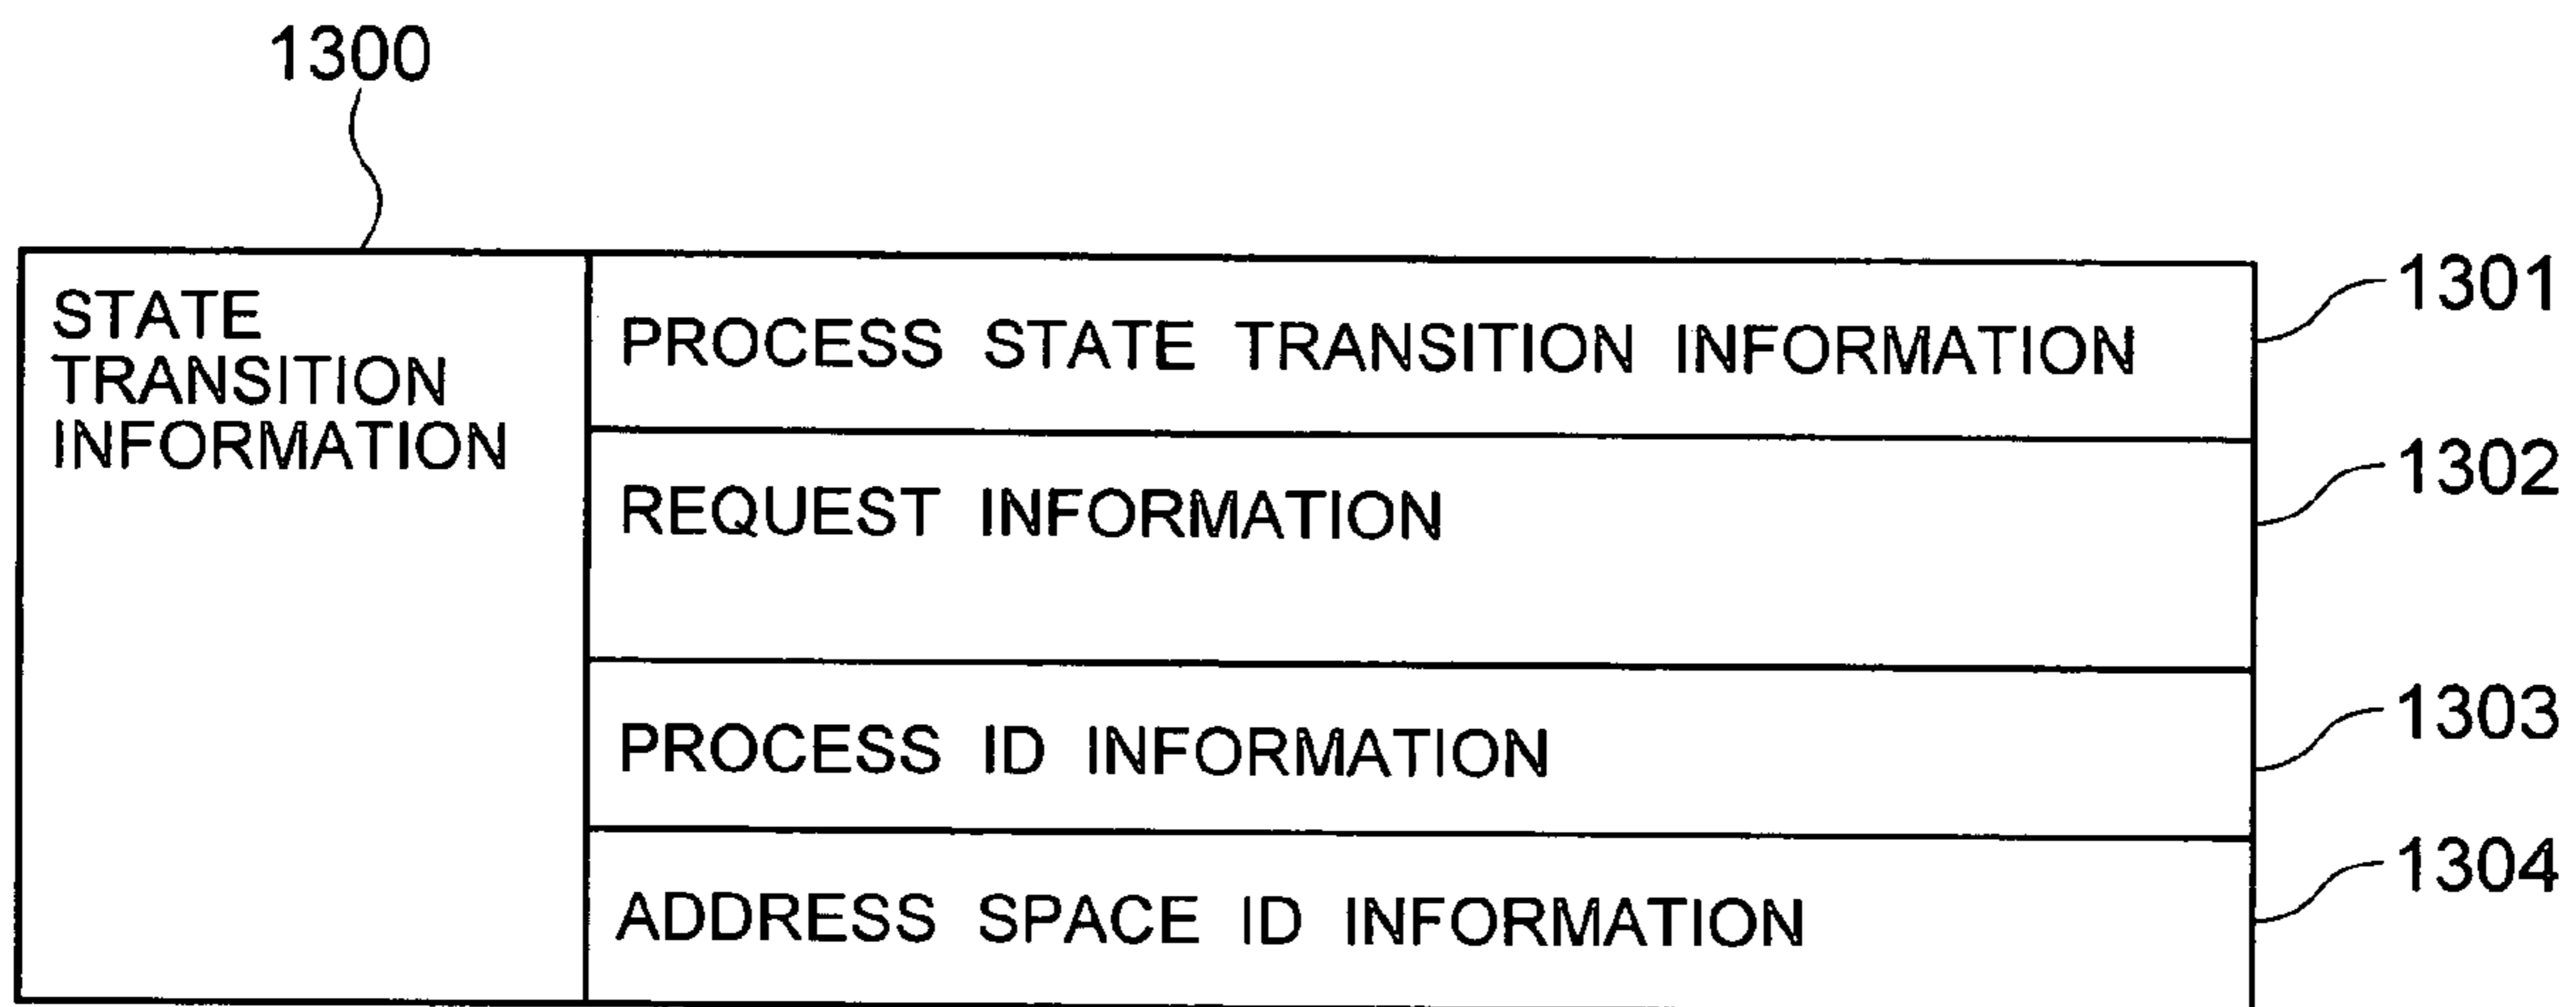 1300
STATE
TRANSITION
INFORMATION
PROCESS STATE TRANSITION INFORMATION
1301
REQUEST INFORMATION
1302
PROCESS ID INFORMATION
1303
ADDRESS SPACE ID INFORMATION
1304